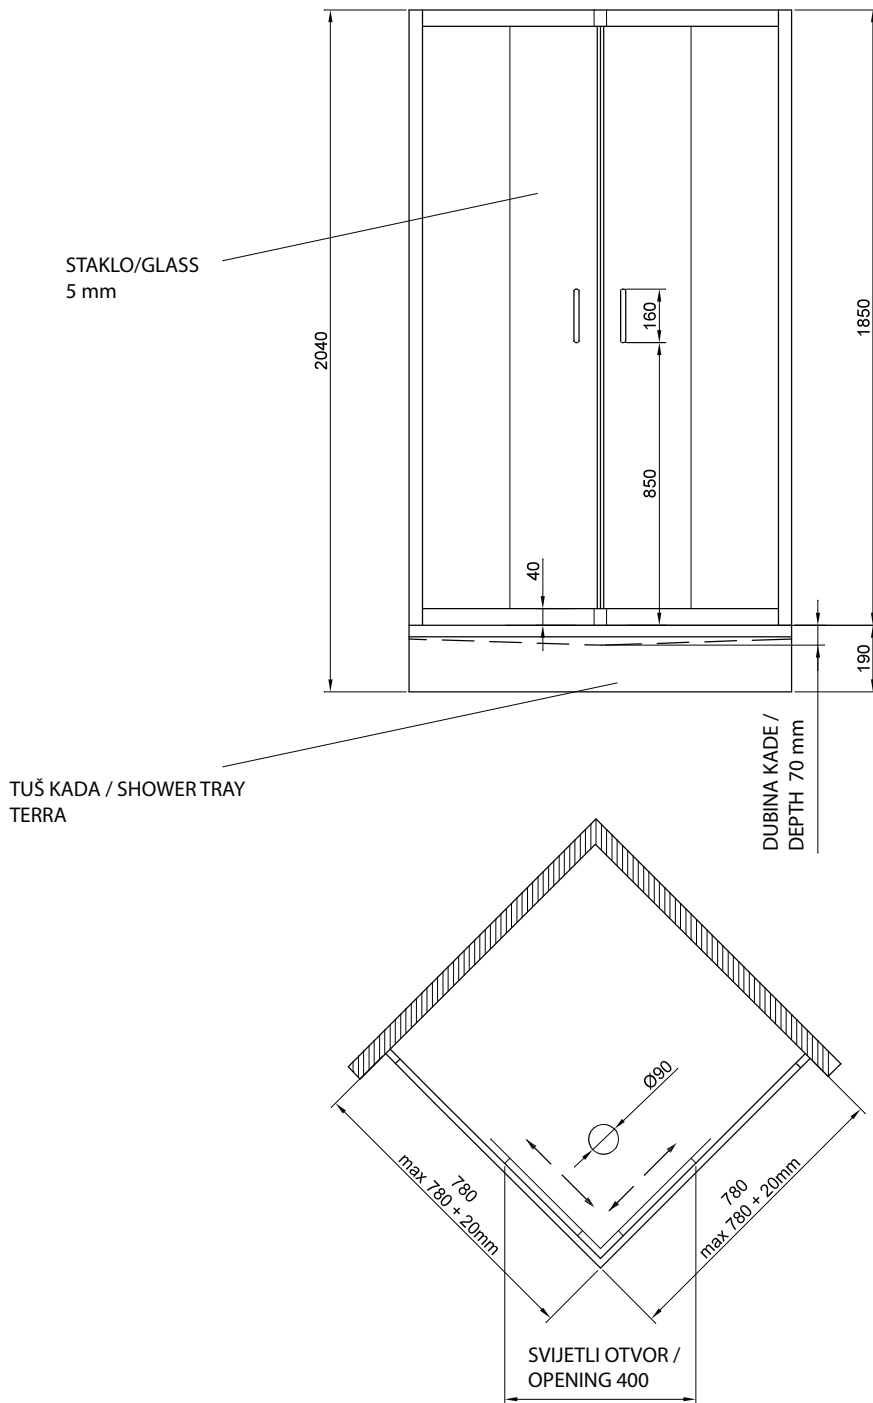 STAKLO/GLASS
5 mm
2040
160
1850
850
40
190
TUŠ KADA / SHOWER TRAY
TERRA
DUBINA KADE /
DEPTH 70 mm
Ø90
780
max 780 + 20mm
780
max 780 + 20mm
SVIJETLI OTVOR /
OPENING 400